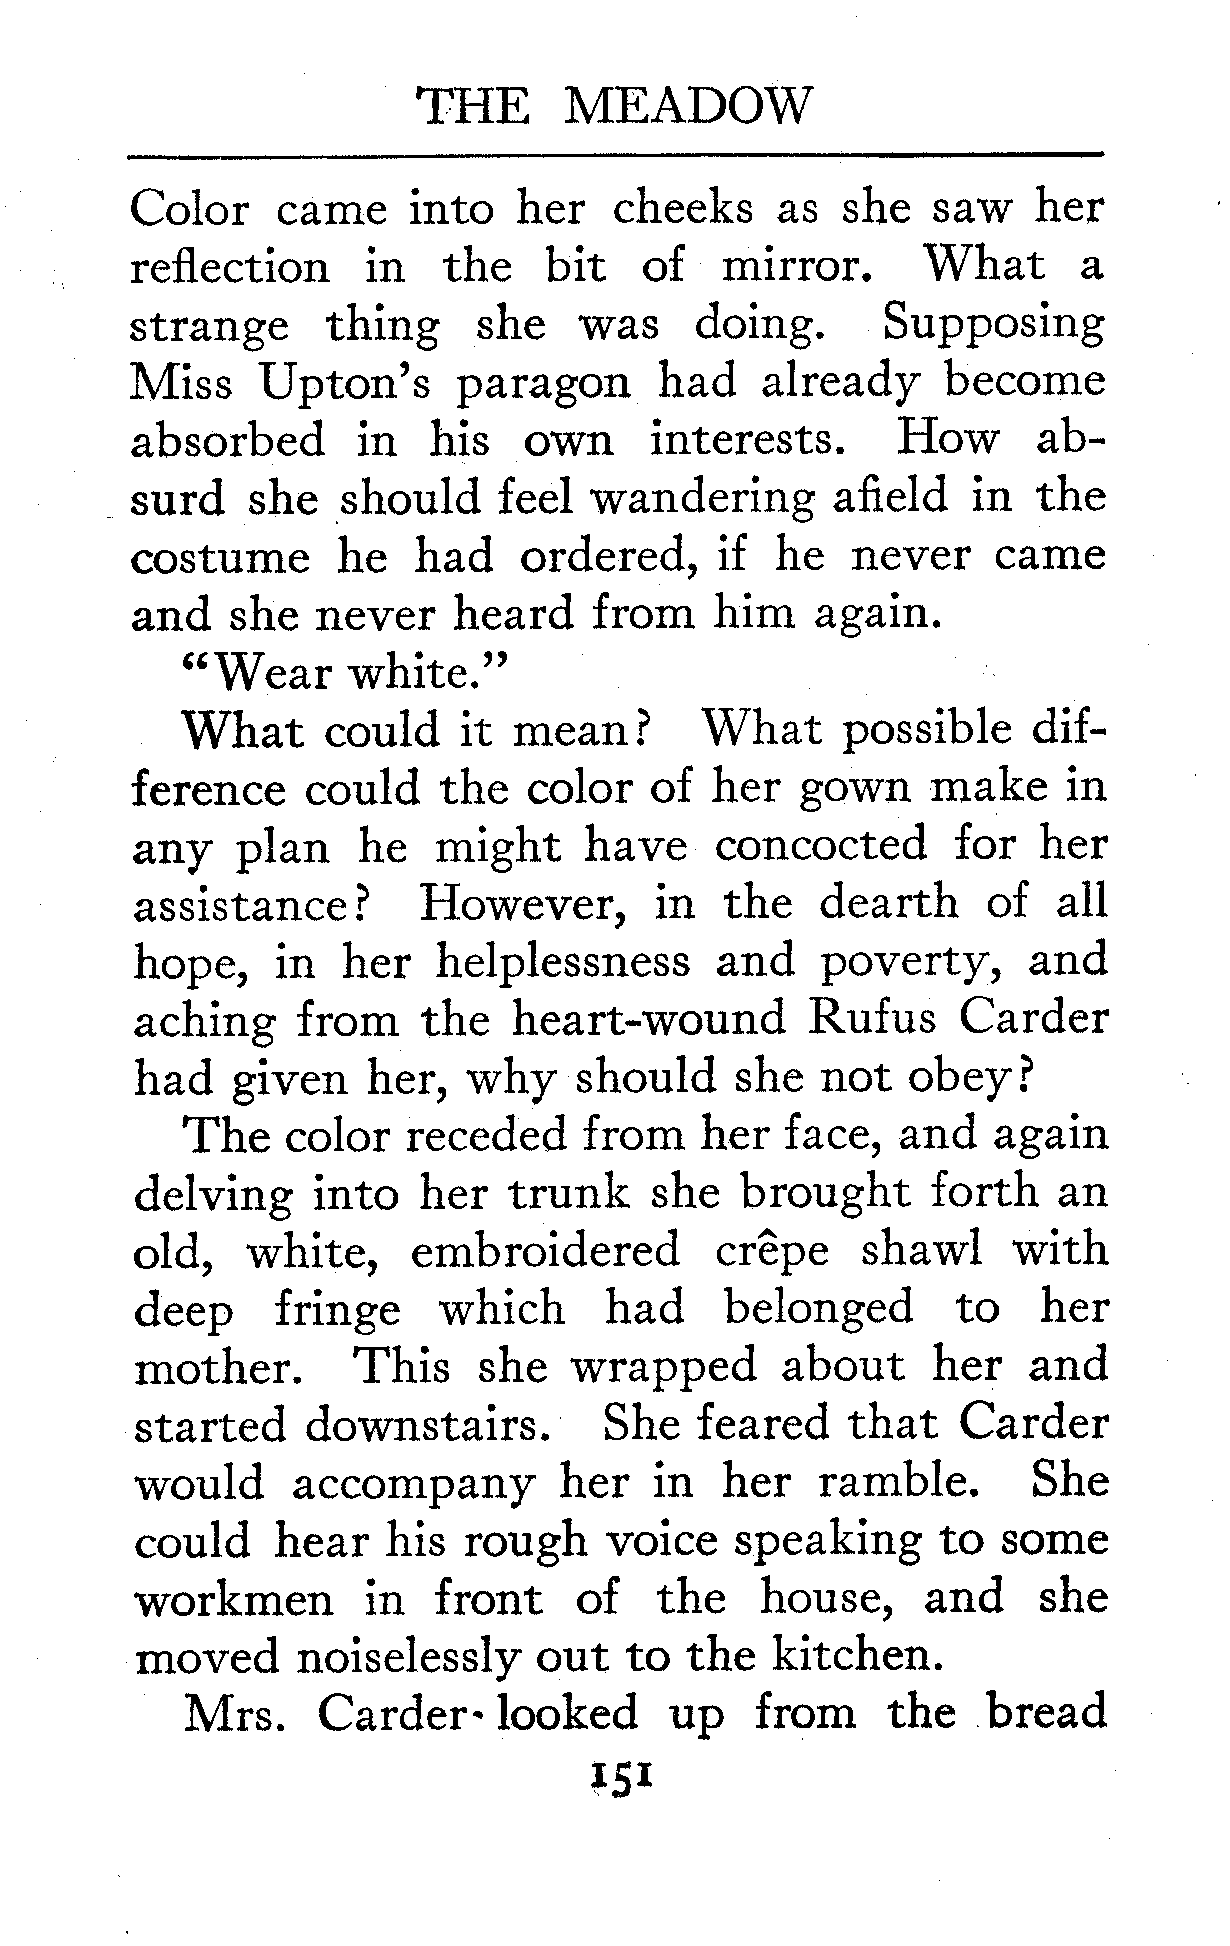 THE MEADOW
Color came into her cheeks as she saw her
reflection in the bit of mirror. What a
strange thing she was doing. Supposing
Miss Upton's paragon had already become
absorbed in his own interests. How ab-
surd she should feel wandering afield in the
costume he had ordered, if he never came
and she never heard from him again.
"Wear white."
What could it mean? What possible dif-
ference could the color of her gown make in
any plan he might have concocted for her
assistance? However, in the dearth of all
hope, in her helplessness and poverty, and
aching from the heart-wound Rufus Carder
had given her, why should she not obey?
The color receded from her face, and again
delving into her trunk she brought forth an
old, white, embroidered crêpe shawl with
deep fringe which had belonged to her
mother. This she wrapped about her and
started downstairs. She feared that Carder
would accompany her in her ramble. She
could hear his rough voice speaking to some
workmen in front of the house, and she
moved noiselessly out to the kitchen.
Mrs. Carder looked up from the bread
151